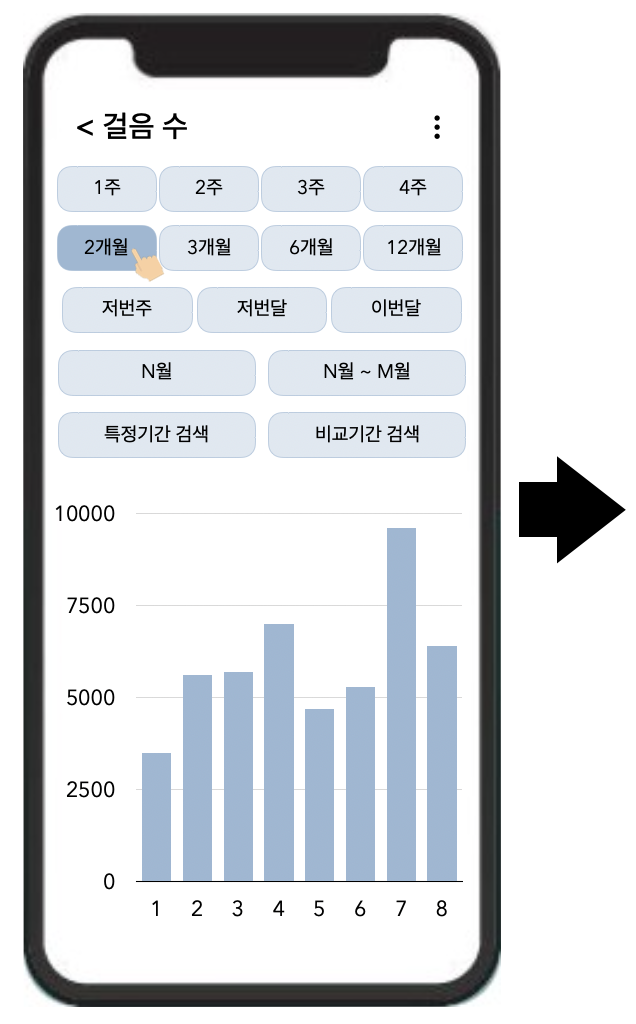 < 걸음 수
1주 2주 3주 4주
2개월 3개월 6개월 12개월
저번주 저번달 이번달
N월 N월 ~ M월
특정기간 검색 비교기간 검색
10000
7500
5000
2500
0
1 2 3 4 5 6 7 8